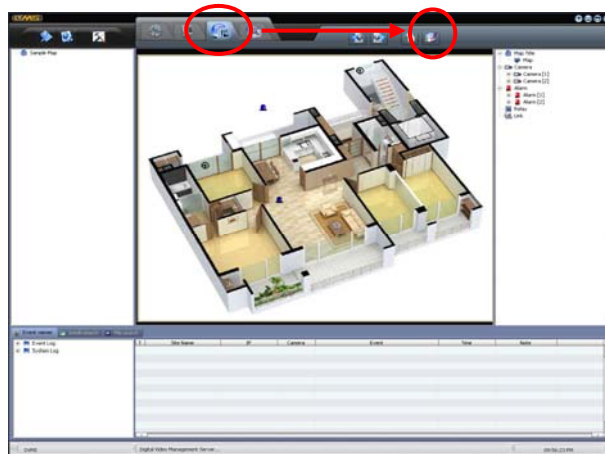 Sample Map
Map Title
Map
Camera
Camera [1]
Camera [2]
Alarm
Alarm [1]
Alarm [2]
Relay
Link
Event viewer
Event Log
System Log
Site Name
IP
Camera
Event
Time
Note
DVMS
Digital Video Management Server...